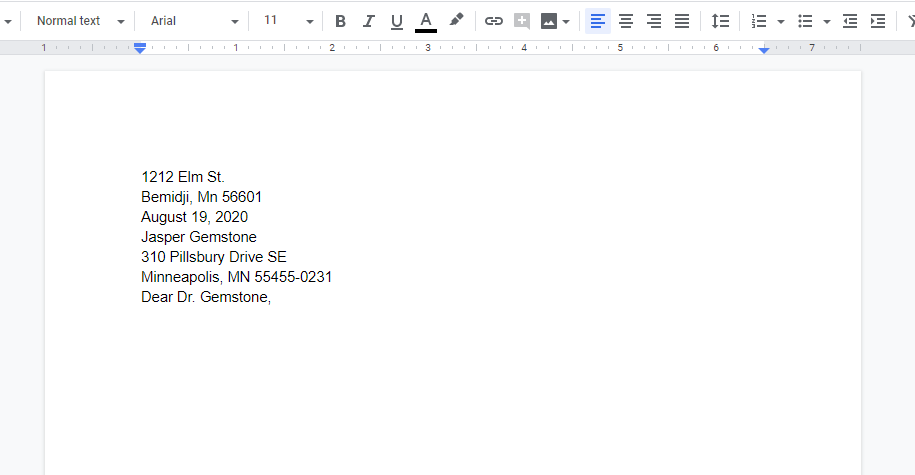 Normal text Arial 11 B I U A
1 1 2 3 4 5 6 7
1212 Elm St.
Bemidji, Mn 56601
August 19, 2020
Jasper Gemstone
310 Pillsbury Drive SE
Minneapolis, MN 55455-0231
Dear Dr. Gemstone,